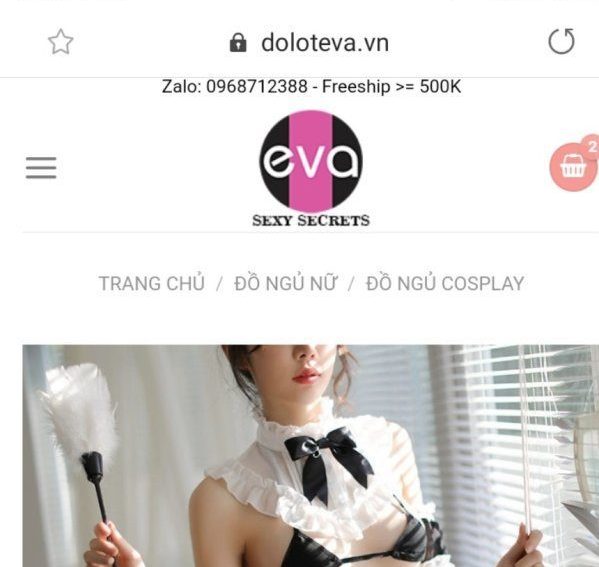 doloteva.vn
Zalo: 0968712388 - Freeship >= 500K
2
eva
SEXY SECRETS
TRANG CHỦ / ĐỒ NGỦ NỮ / ĐỒ NGỦ COSPLAY